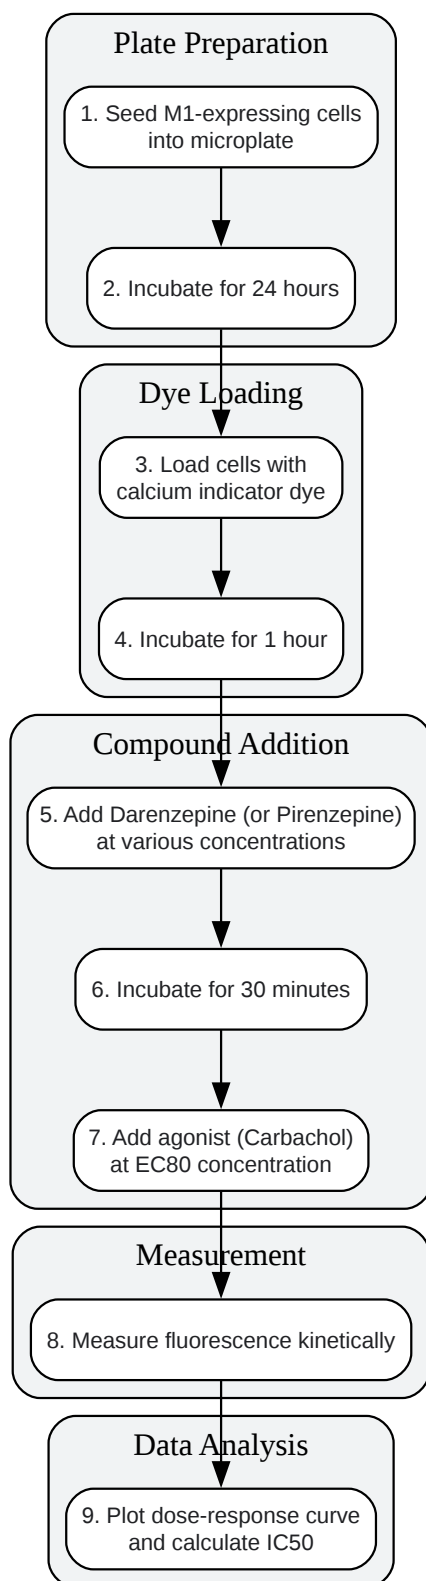 Plate Preparation
1. Seed M1-expressing cells
into microplate
2. Incubate for 24 hours
Dye Loading
3. Load cells with
calcium indicator dye
4. Incubate for 1 hour
Compound Addition
5. Add Darenzepine (or Pirenzepine)
at various concentrations
6. Incubate for 30 minutes
7. Add agonist (Carbachol)
at EC80 concentration
Measurement
8. Measure fluorescence kinetically
Data Analysis
9. Plot dose-response curve
and calculate IC50